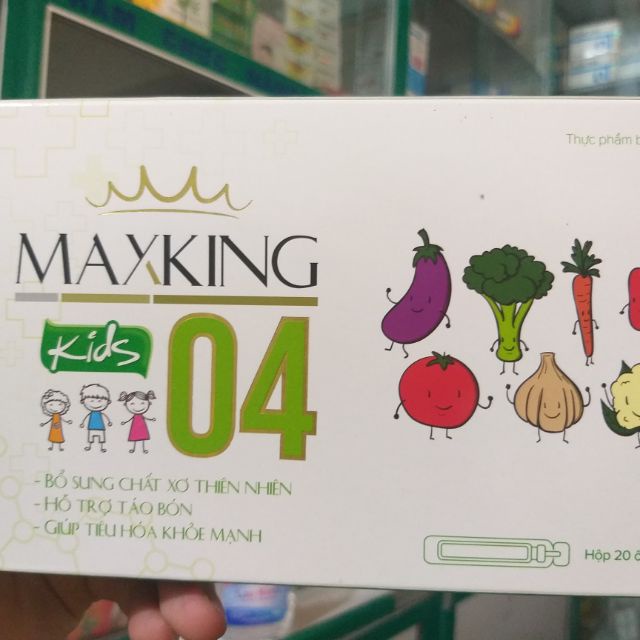 Thực phẩm b
MAXKING
Kids
04
- BỔ SUNG CHẤT XƠ THIÊN NHIÊN
- HỖ TRỢ TÁO BÓN
- GIÚP TIÊU HÓA KHỎE MẠNH
Hộp 20 ố